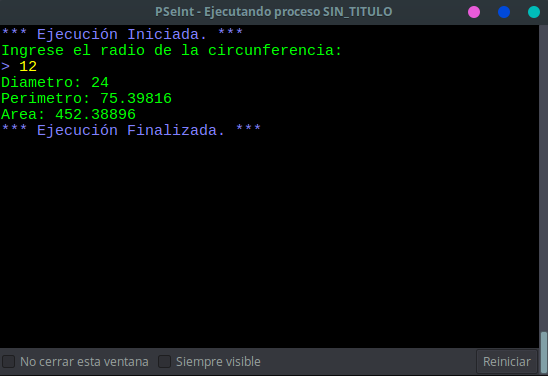 PSeInt - Ejecutando proceso SIN_TITULO
*** Ejecución Iniciada. ***
Ingrese el radio de la circunferencia:
> 12
Diametro: 24
Perimetro: 75.39816
Area: 452.38896
*** Ejecución Finalizada. ***
No cerrar esta ventana Siempre visible Reiniciar